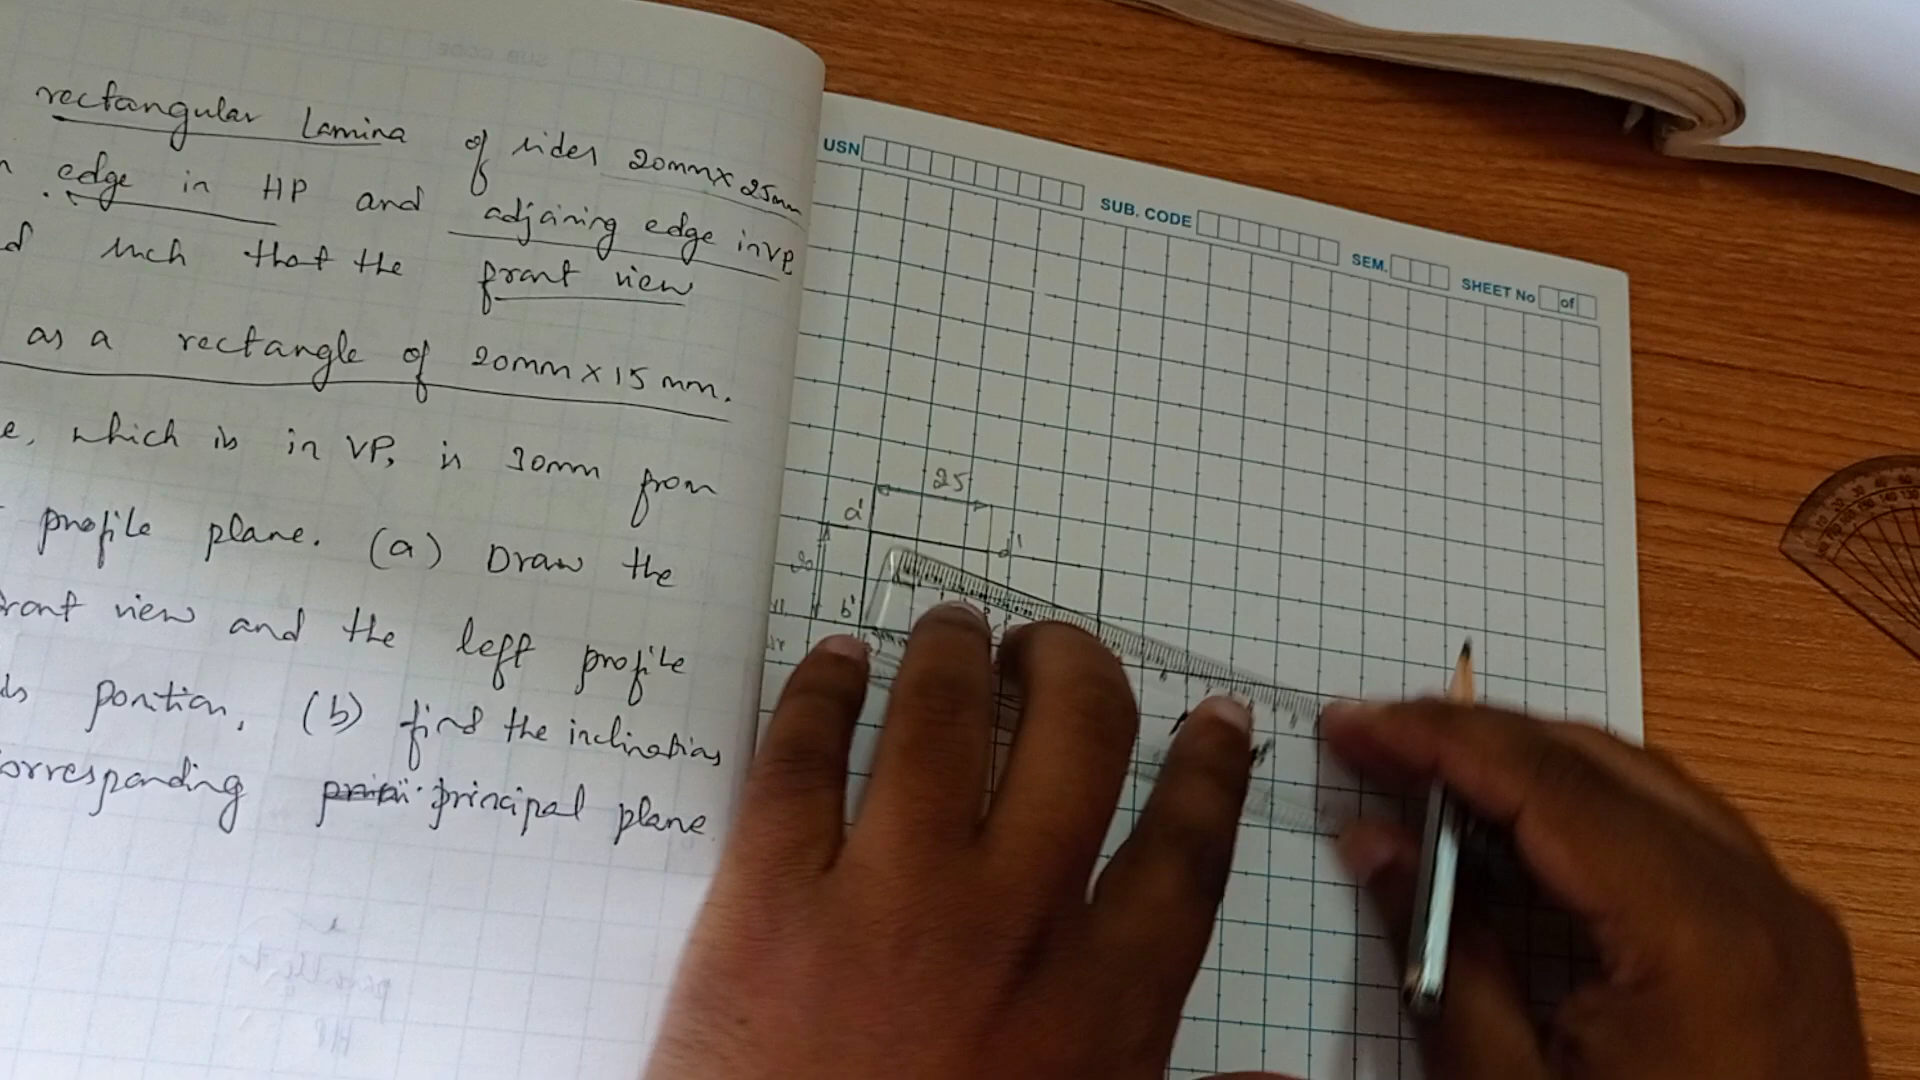 rectangular Lamina of sides 20mm x 25mm
edge in HP and adjoining edge in VP
such that the front view
as a rectangle of 20mm x 15 mm.
which is in VP, is 30mm from
profile plane. (a) Draw the
front view and the left profile
position, (b) find the inclinations
corresponding principal plane.
USN
SUB. CODE
SEM.
SHEET No of
25
a'
d'
20
b'